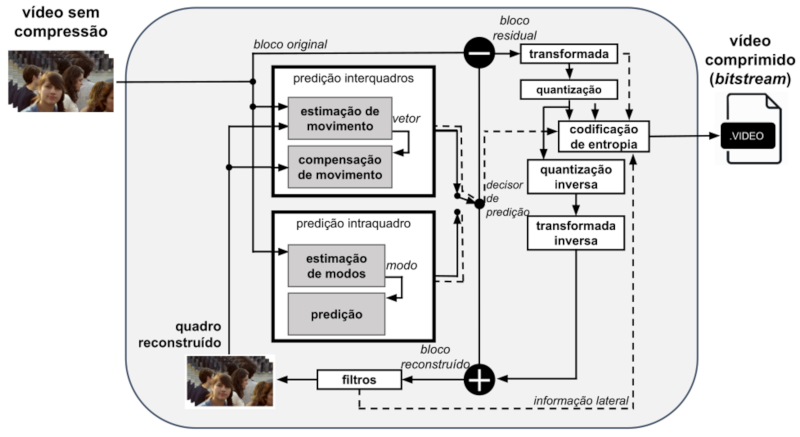 vídeo sem
compressão
bloco original
bloco
residual
transformada
vídeo
comprimido
(bitstream)
predição interquadros
quantização
estimação de
movimento
vetor
codificação
de entropia
.VIDEO
compensação
de movimento
quantização
inversa
decisor
de
predição
predição intraquadro
transformada
inversa
estimação
de modos
modo
predição
quadro
reconstruído
bloco
reconstruído
filtros
informação lateral